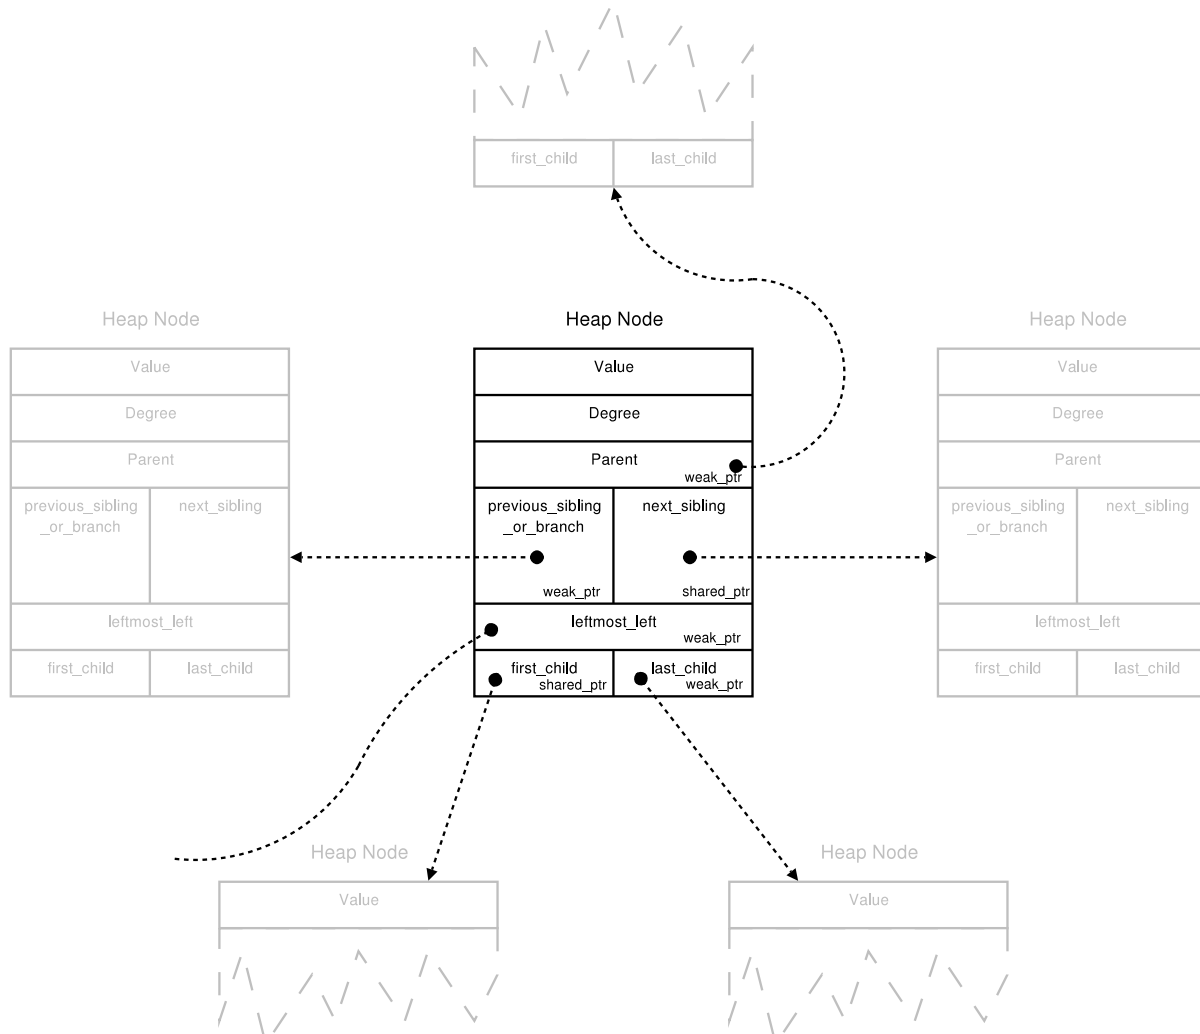 first_child last_child
Heap Node Heap Node Heap Node
Value Value Value
Degree Degree Degree
Parent Parent Parent
weak_ptr
previous_sibling next_sibling previous_sibling next_sibling previous_sibling next_sibling
_or_branch _or_branch _or_branch
weak_ptr shared_ptr
leftmost_left leftmost_left leftmost_left
weak_ptr
first_child last_child first_child last_child first_child last_child
shared_ptr weak_ptr
Heap Node Heap Node
Value Value